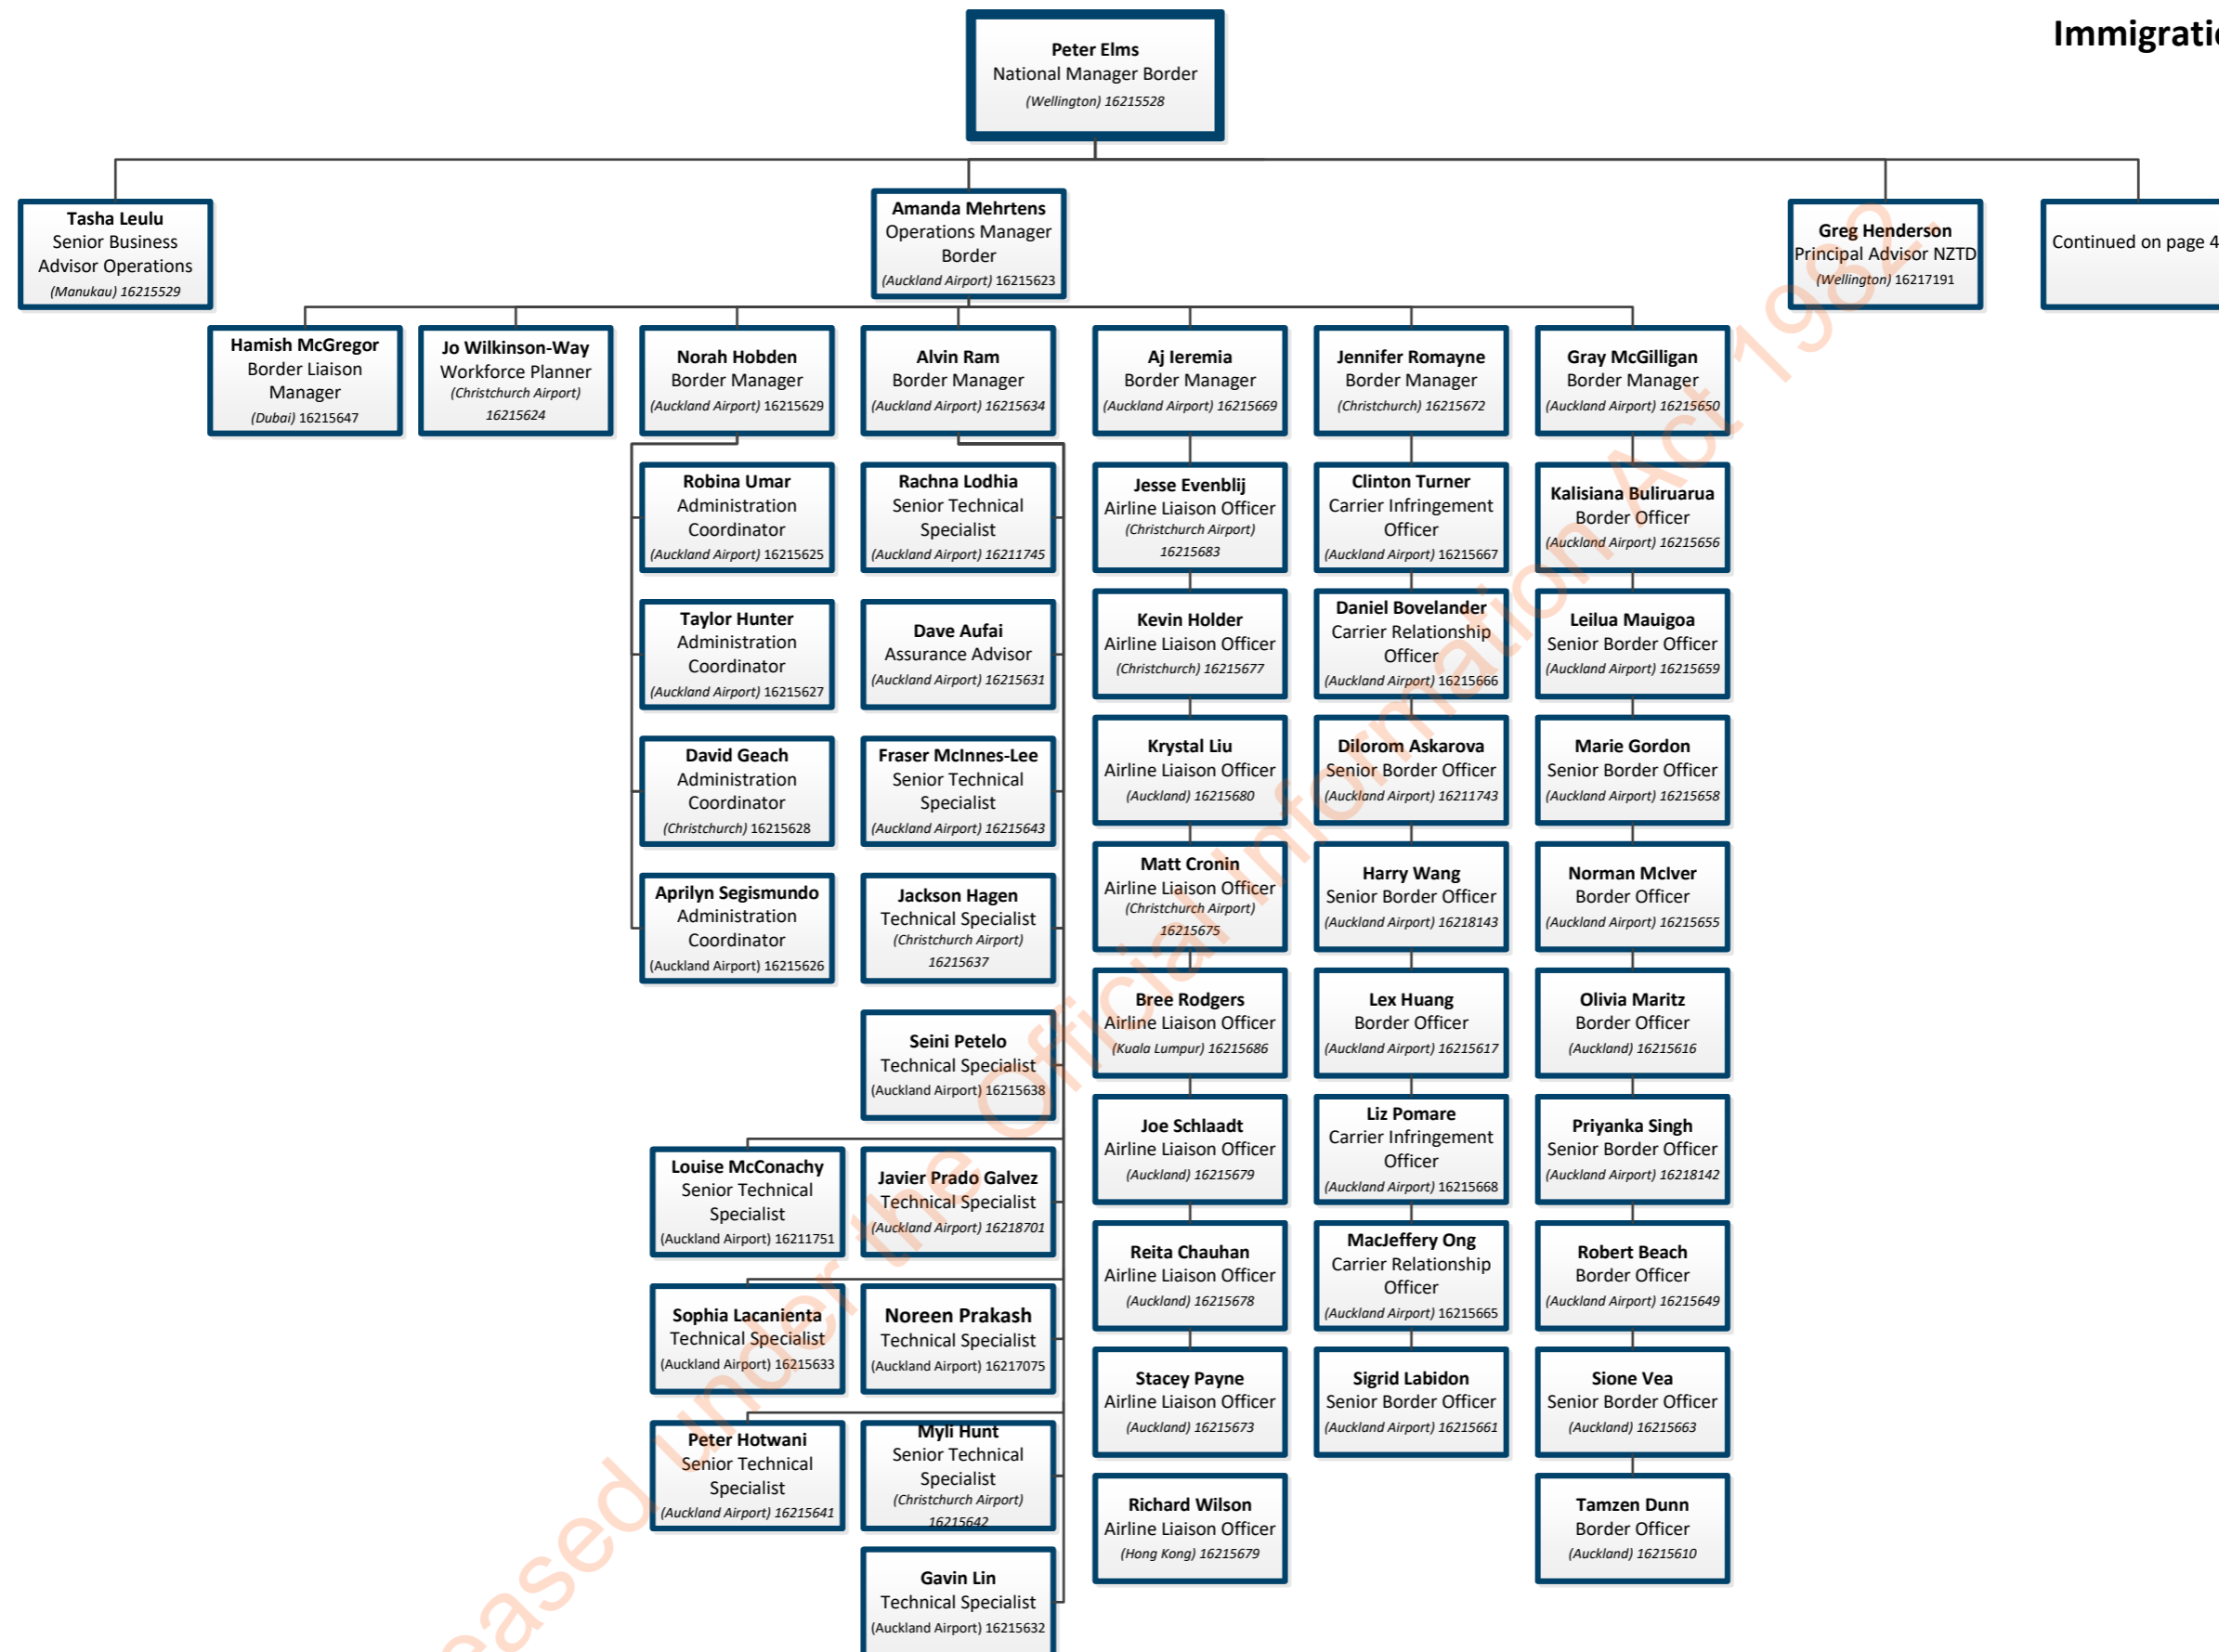 Immigratio
Peter Elms
National Manager Border
(Wellington) 16215528
Tasha Leulu
Senior Business
Advisor Operations
(Manukau) 16215529
Amanda Mehrtens
Operations Manager
Border
(Auckland Airport) 16215623
Greg Henderson
Principal Advisor NZTD
(Wellington) 16217191
Continued on page 4
Hamish McGregor
Border Liaison
Manager
(Dubai) 16215647
Jo Wilkinson-Way
Workforce Planner
(Christchurch Airport)
16215624
Norah Hobden
Border Manager
(Auckland Airport) 16215629
Alvin Ram
Border Manager
(Auckland Airport) 16215634
Aj Ieremia
Border Manager
(Auckland Airport) 16215669
Jennifer Romayne
Border Manager
(Christchurch) 16215672
Gray McGilligan
Border Manager
(Auckland Airport) 16215650
Robina Umar
Administration
Coordinator
(Auckland Airport) 16215625
Taylor Hunter
Administration
Coordinator
(Auckland Airport) 16215627
David Geach
Administration
Coordinator
(Christchurch) 16215628
Aprilyn Segismundo
Administration
Coordinator
(Auckland Airport) 16215626
Rachna Lodhia
Senior Technical
Specialist
(Auckland Airport) 16211745
Dave Aufai
Assurance Advisor
(Auckland Airport) 16215631
Fraser McInnes-Lee
Senior Technical
Specialist
(Auckland Airport) 16215643
Jackson Hagen
Technical Specialist
(Christchurch Airport)
16215637
Seini Petelo
Technical Specialist
(Auckland Airport) 16215638
Louise McConachy
Senior Technical
Specialist
(Auckland Airport) 16211751
Javier Prado Galvez
Technical Specialist
(Auckland Airport) 16218701
Sophia Lacanienta
Technical Specialist
(Auckland Airport) 16215633
Noreen Prakash
Technical Specialist
(Auckland Airport) 16217075
Peter Hotwani
Senior Technical
Specialist
(Auckland Airport) 16215641
Myli Hunt
Senior Technical
Specialist
(Christchurch Airport)
16215642
Gavin Lin
Technical Specialist
(Auckland Airport) 16215632
Jesse Evenblij
Airline Liaison Officer
(Christchurch Airport)
16215683
Kevin Holder
Airline Liaison Officer
(Christchurch) 16215677
Krystal Liu
Airline Liaison Officer
(Auckland) 16215680
Matt Cronin
Airline Liaison Officer
(Christchurch Airport)
16215675
Bree Rodgers
Airline Liaison Officer
(Kuala Lumpur) 16215686
Joe Schlaadt
Airline Liaison Officer
(Auckland) 16215679
Reita Chauhan
Airline Liaison Officer
(Auckland) 16215678
Stacey Payne
Airline Liaison Officer
(Auckland) 16215673
Richard Wilson
Airline Liaison Officer
(Hong Kong) 16215679
Clinton Turner
Carrier Infringement
Officer
(Auckland Airport) 16215667
Daniel Bovelander
Carrier Relationship
Officer
(Auckland Airport) 16215666
Dilorom Askarova
Senior Border Officer
(Auckland Airport) 16211743
Harry Wang
Senior Border Officer
(Auckland Airport) 16218143
Lex Huang
Border Officer
(Auckland Airport) 16215617
Liz Pomare
Carrier Infringement
Officer
(Auckland Airport) 16215668
MacJeffery Ong
Carrier Relationship
Officer
(Auckland Airport) 16215665
Sigrid Labidon
Senior Border Officer
(Auckland Airport) 16215661
Kalisiana Buliruarua
Border Officer
(Auckland Airport) 16215656
Leilua Mauigoa
Senior Border Officer
(Auckland Airport) 16215659
Marie Gordon
Senior Border Officer
(Auckland Airport) 16215658
Norman McIver
Border Officer
(Auckland Airport) 16215655
Olivia Maritz
Border Officer
(Auckland) 16215616
Priyanka Singh
Senior Border Officer
(Auckland Airport) 16218142
Robert Beach
Border Officer
(Auckland Airport) 16215649
Sione Vea
Senior Border Officer
(Auckland) 16215663
Tamzen Dunn
Border Officer
(Auckland) 16215610
eased under the Official Information Act 1982.